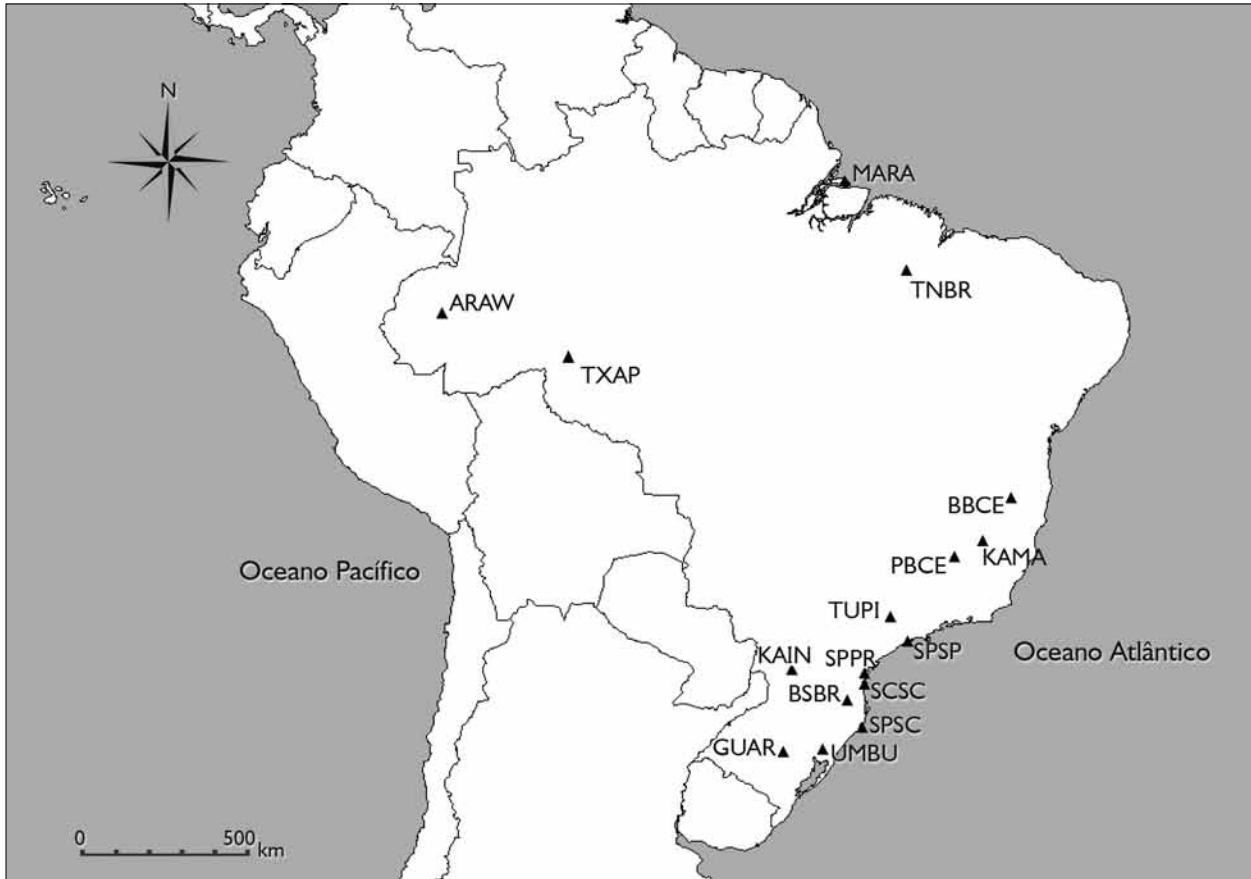 N
MARA
TNBR
ARAW
TXAP
BBCE
KAMA
PBCE
Oceano Pacífico
TUPI
SPSP
Oceano Atlântico
KAIN
SPPR
SCSC
BSBR
SPSC
GUAR
UMBU
0 500
km